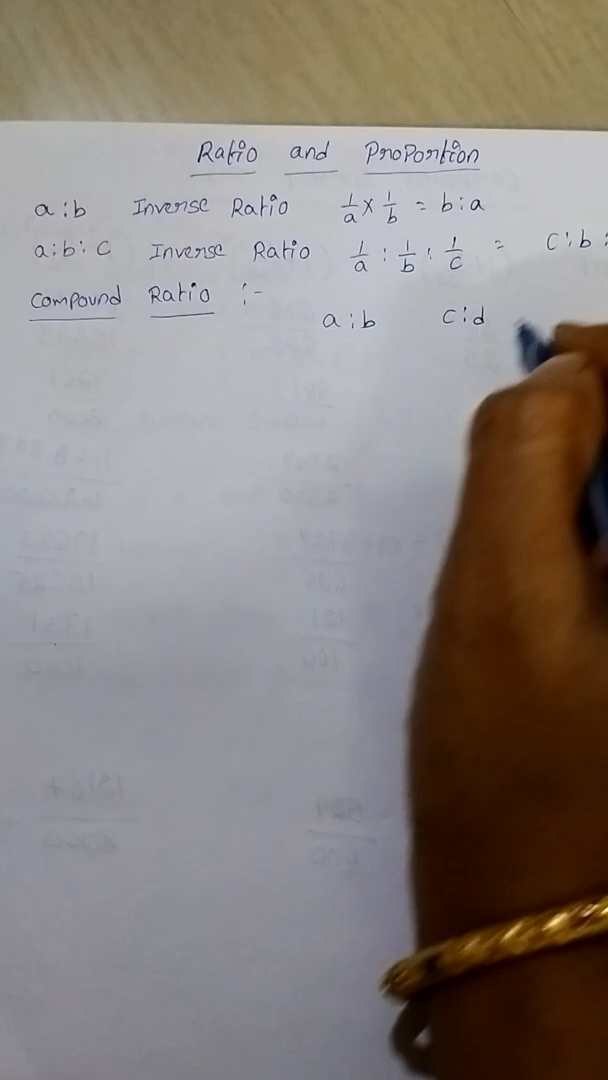 Ratio and Proportion
a:b Inverse Ratio 1/a × 1/b = b:a
a:b:c Inverse Ratio 1/a : 1/b : 1/c = c:b:
Compound Ratio :-
a:b c:d